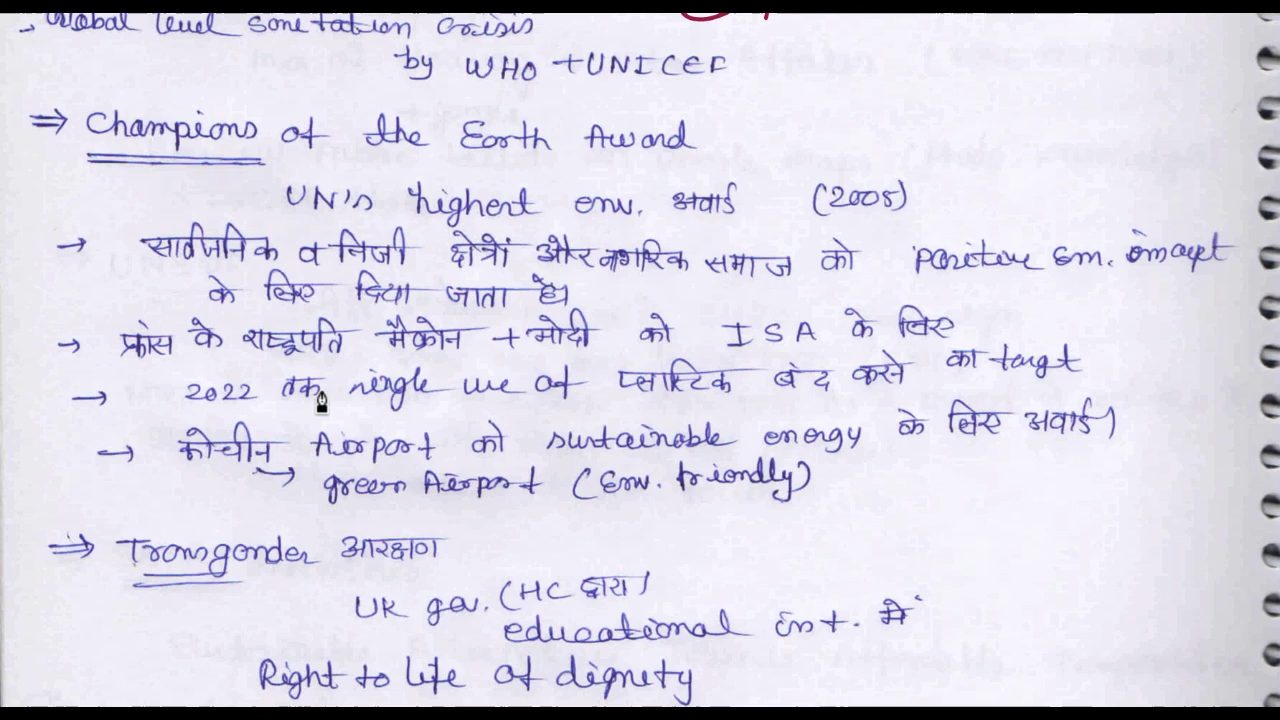 → Global level sanitation crisis
by WHO + UNICEF
⇒ Champions of the Earth Award
UN's highest env. अवार्ड (2005)
→ सार्वजनिक व निजी क्षेत्रों और नागरिक समाज को positive Em. impact
के लिए दिया जाता है।
→ फ्रांस के राष्ट्रपति मैक्रोन + मोदी को ISA के लिए
→ 2022 तक single use of प्लास्टिक बंद करने का target
→ कोचीन Airport को sustainable energy के लिए अवार्ड)
→ green Airport (Env. friendly)
⇒ Transgender आरक्षण
UK gov. (HC द्वारा)
educational inst. में
Right to life of dignety